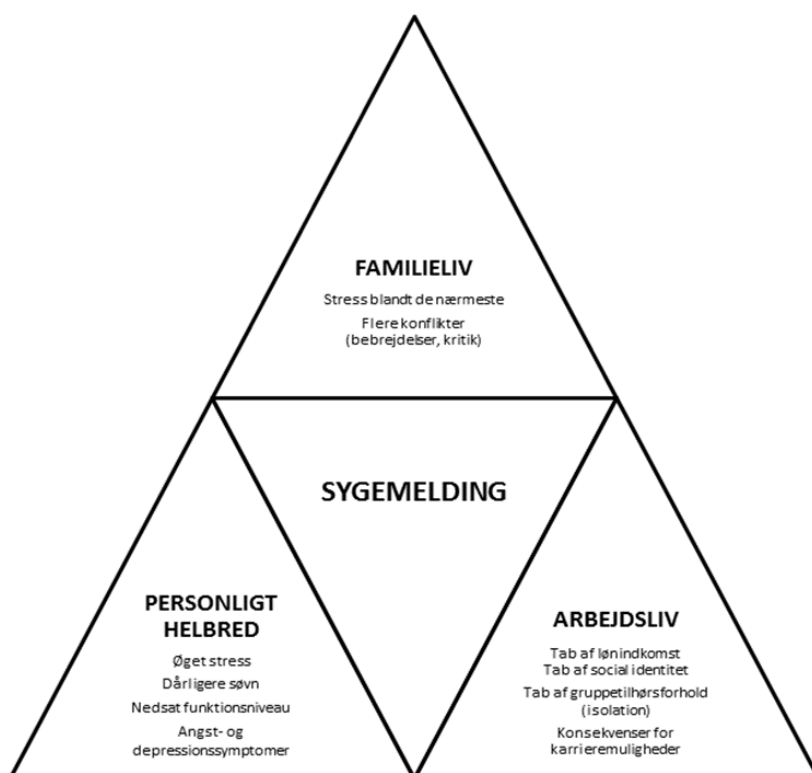 FAMILIELIV
Stress blandt de nærmeste
Flere konflikter
(bebrejdelser, kritik)
SYGEMELDING
PERSONLIGT
HELBRED
Øget stress
Dårligere søvn
Nedsat funktionsniveau
Angst- og
depressionssymptomer
ARBEJDSLIV
Tab af lønindkomst
Tab af social identitet
Tab af gruppetilhørsforhold
(isolation)
Konsekvenser for
karrieremuligheder